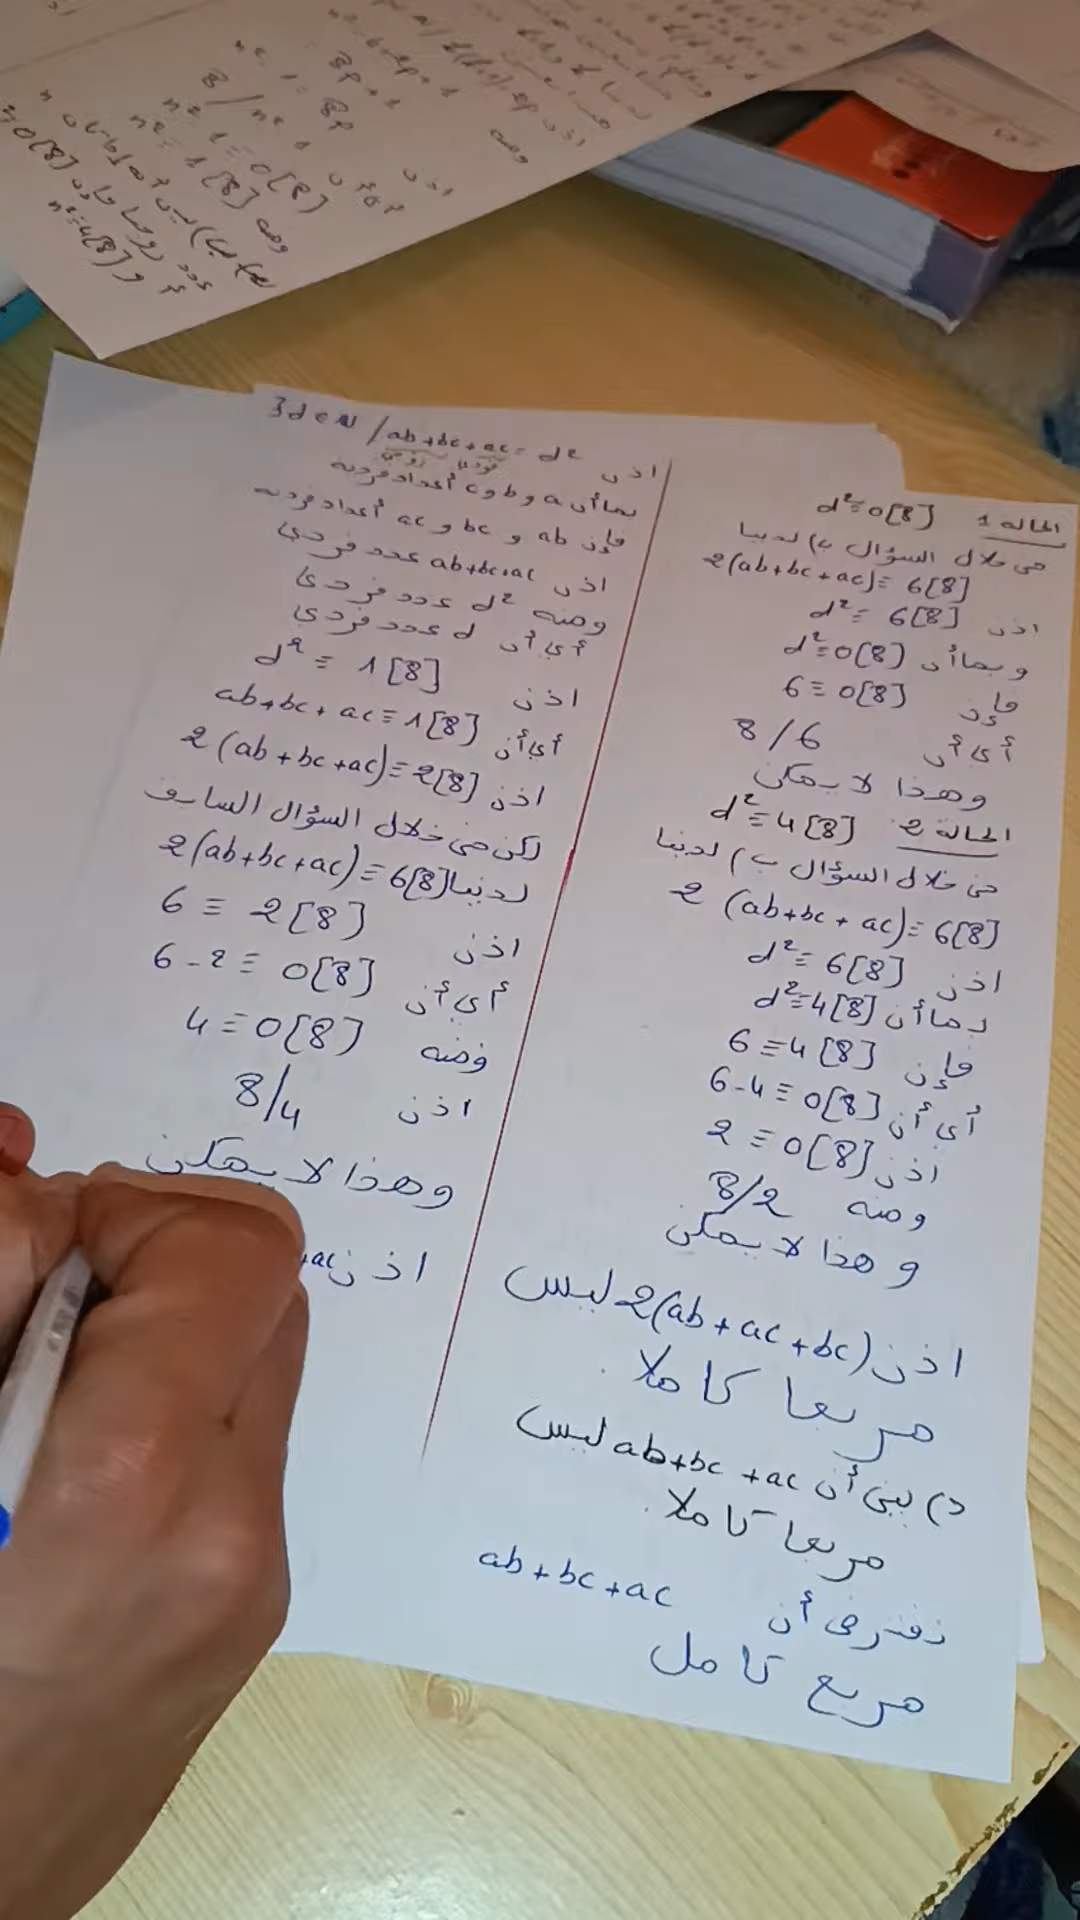 الحالة 1 d²≡0[8]
من خلال السؤال ب) لدينا
2(ab+bc+ac)≡6[8]
اذن d²≡6[8]
وبما أن d²≡0[8]
فإن 6≡0[8]
أي أن 8/6
وهذا لا يمكن
الحالة 2 d²≡4[8]
من خلال السؤال ب) لدينا
2(ab+bc+ac)≡6[8]
اذن d²≡6[8]
بما أن d²≡4[8]
فإن 6≡4[8]
أي أن 6-4≡0[8]
اذن 2≡0[8]
ومنه 8/2
وهذا لا يمكن
اذن 2(ab+ac+bc) ليس
مربعا كاملا.
د) بين أن ab+bc+ac ليس
مربعا كاملا.
نفترض أن ab+bc+ac
مربع كامل
اذن ∃d∈N/ab+bc+ac=d²
زوجي فردي
بما أن a و b و c أعداد فردية
فإن ab و bc و ac أعداد فردية
اذن ab+bc+ac عدد فردي
ومنه d² عدد فردي
أي أن d عدد فردي
اذن d²≡1[8]
أي أن ab+bc+ac≡1[8]
اذن 2(ab+bc+ac)≡2[8]
لكن من خلال السؤال السابق
لدينا 2(ab+bc+ac)≡6[8]
اذن 6≡2[8]
أي أن 6-2≡0[8]
ومنه 4≡0[8]
اذن 8/4
وهذا لا يمكن
اذن +ac